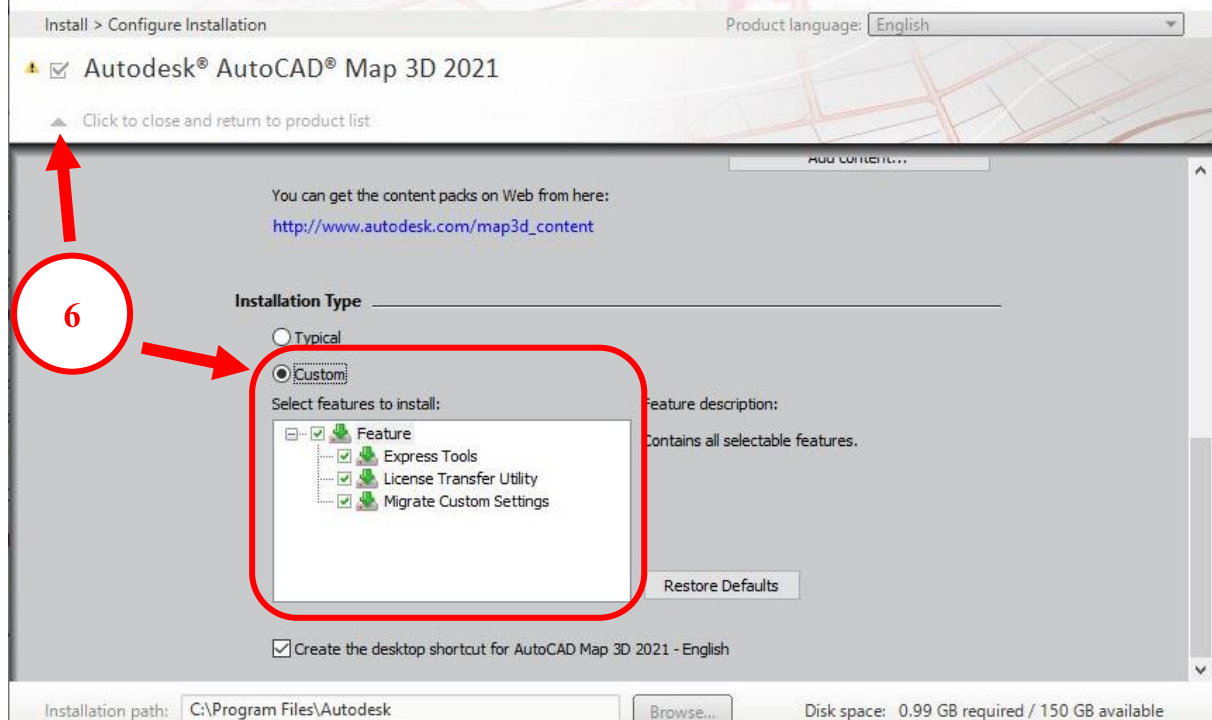 Install > Configure Installation
Product language: English
Autodesk® AutoCAD® Map 3D 2021
Click to close and return to product list
Add content...
You can get the content packs on Web from here:
http://www.autodesk.com/map3d_content
Installation Type
6
Typical
Custom
Select features to install:
Feature description:
Feature
Contains all selectable features.
Express Tools
License Transfer Utility
Migrate Custom Settings
Restore Defaults
Create the desktop shortcut for AutoCAD Map 3D 2021 - English
Installation path: C:\Program Files\Autodesk
Browse...
Disk space: 0.99 GB required / 150 GB available